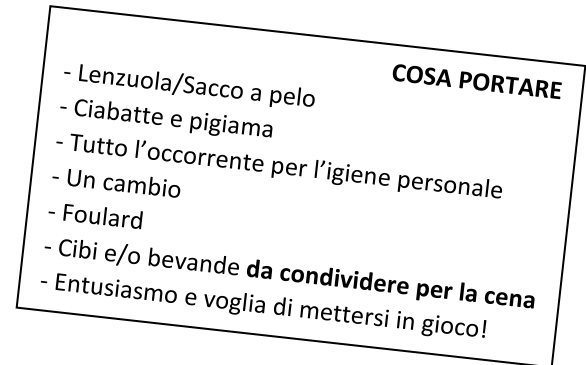 COSA PORTARE
- Lenzuola/Sacco a pelo
- Ciabatte e pigiama
- Tutto l’occorrente per l’igiene personale
- Un cambio
- Foulard
- Cibi e/o bevande da condividere per la cena
- Entusiasmo e voglia di mettersi in gioco!